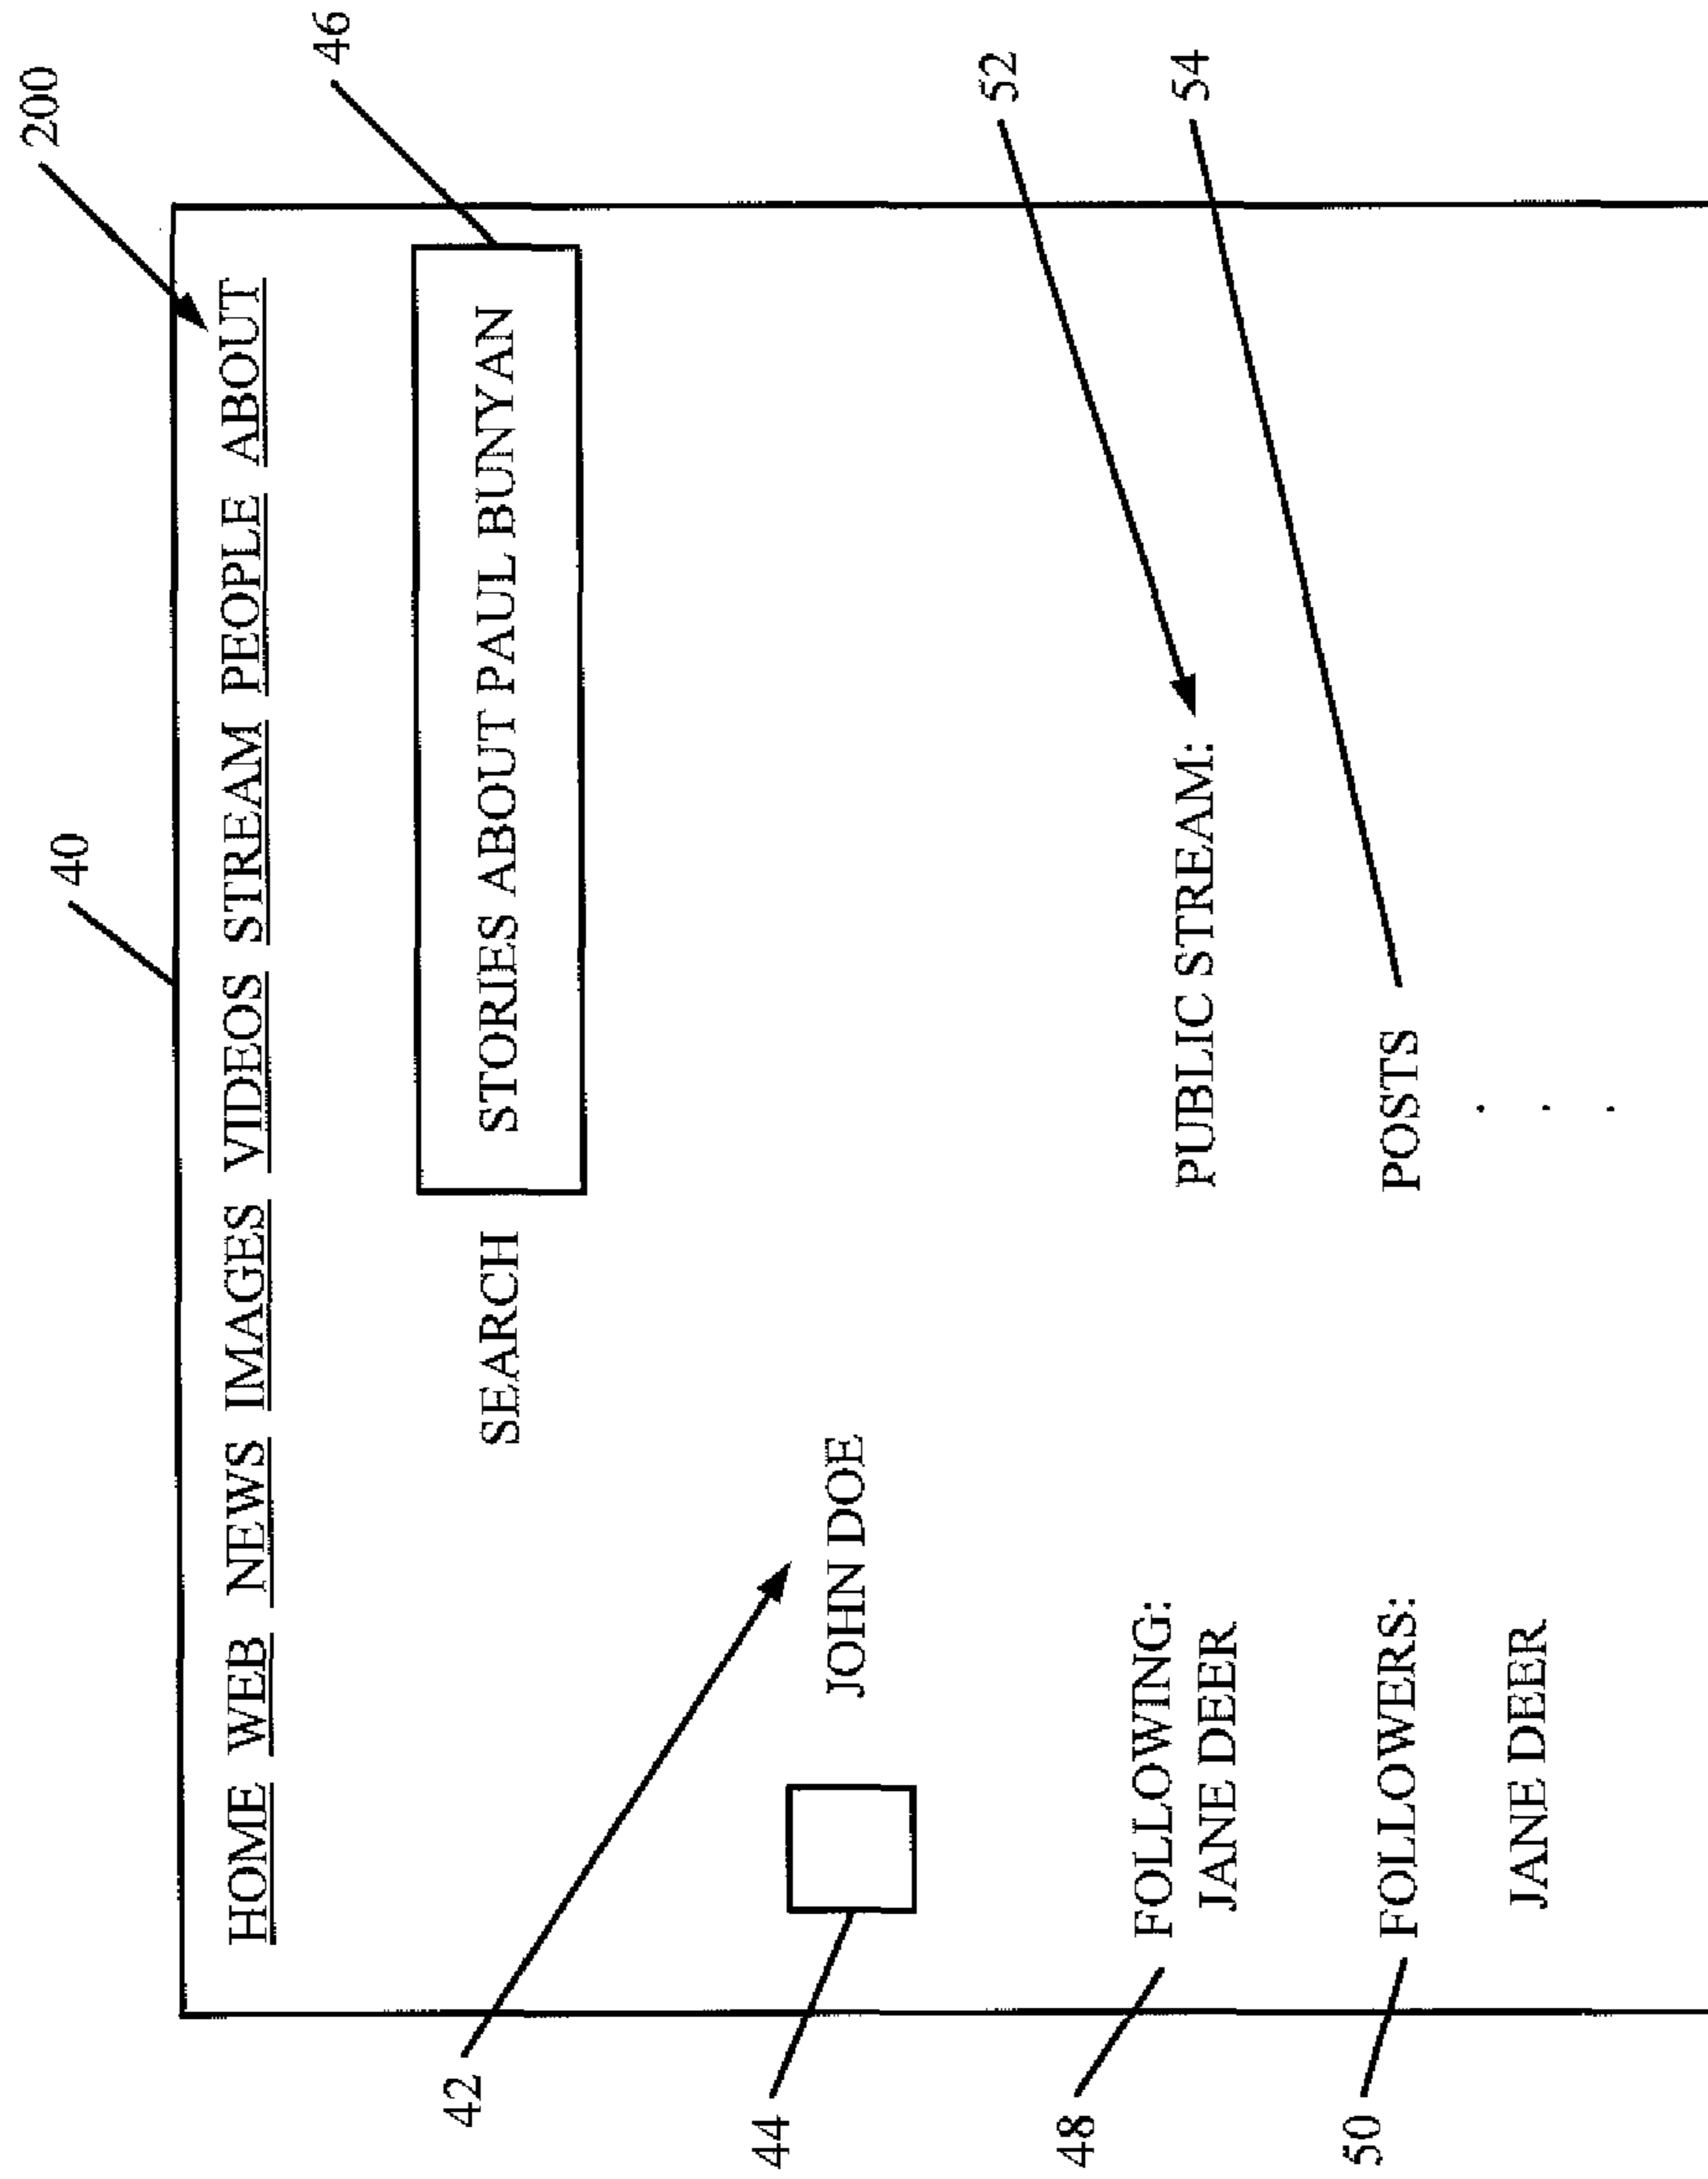 200
40
46
HOME WEB NEWS IMAGES VIDEOS STREAM PEOPLE ABOUT
SEARCH STORIES ABOUT PAUL BUNYAN
42
44
JOHN DOE
52
48
FOLLOWING:
JANE DEER
PUBLIC STREAM:
54
50
FOLLOWERS:
POSTS
JANE DEER